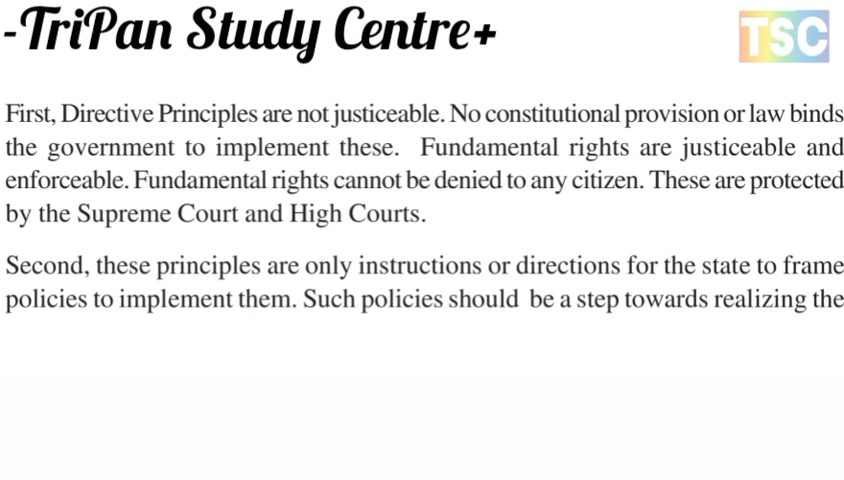 -TriPan Study Centre+
TSC
First, Directive Principles are not justiceable. No constitutional provision or law binds
the government to implement these. Fundamental rights are justiceable and
enforceable. Fundamental rights cannot be denied to any citizen. These are protected
by the Supreme Court and High Courts.
Second, these principles are only instructions or directions for the state to frame
policies to implement them. Such policies should be a step towards realizing the